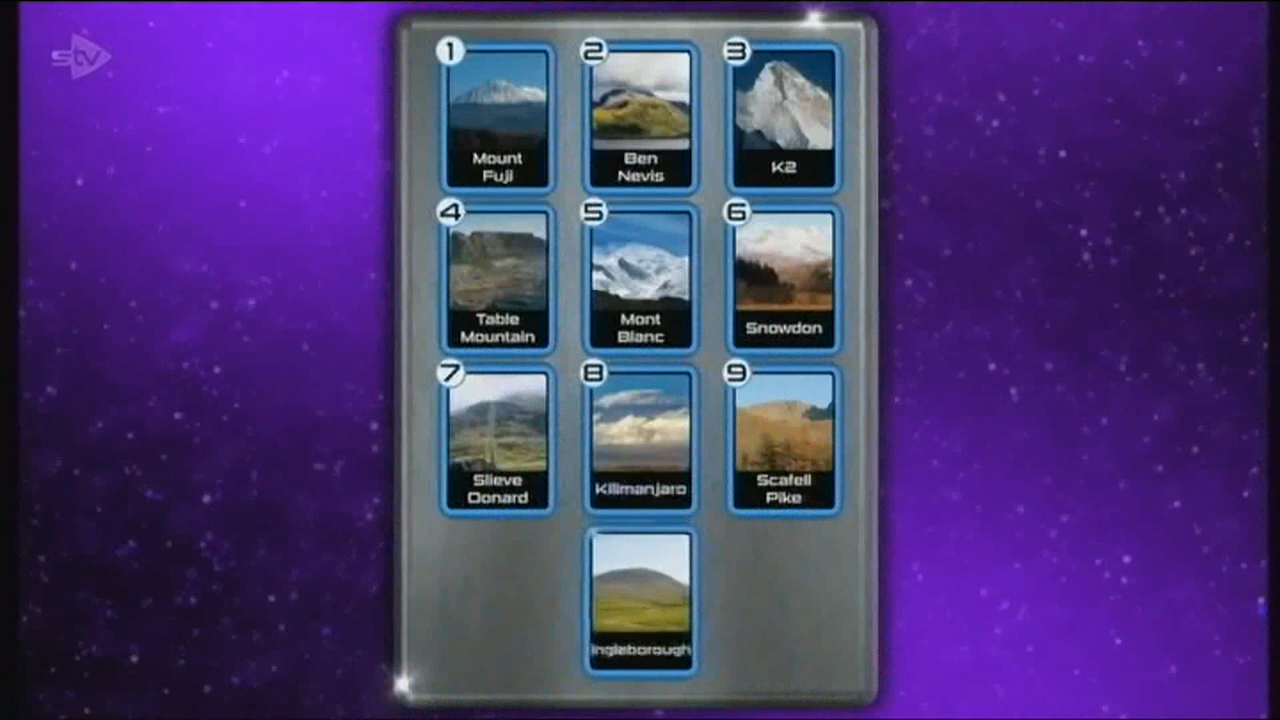 stv
1
Mount
Fuji
2
Ben
Nevis
3
K2
4
Table
Mountain
5
Mont
Blanc
6
Snowdon
7
Slieve
Donard
8
Kilimanjaro
9
Scafell
Pike
Ingleborough